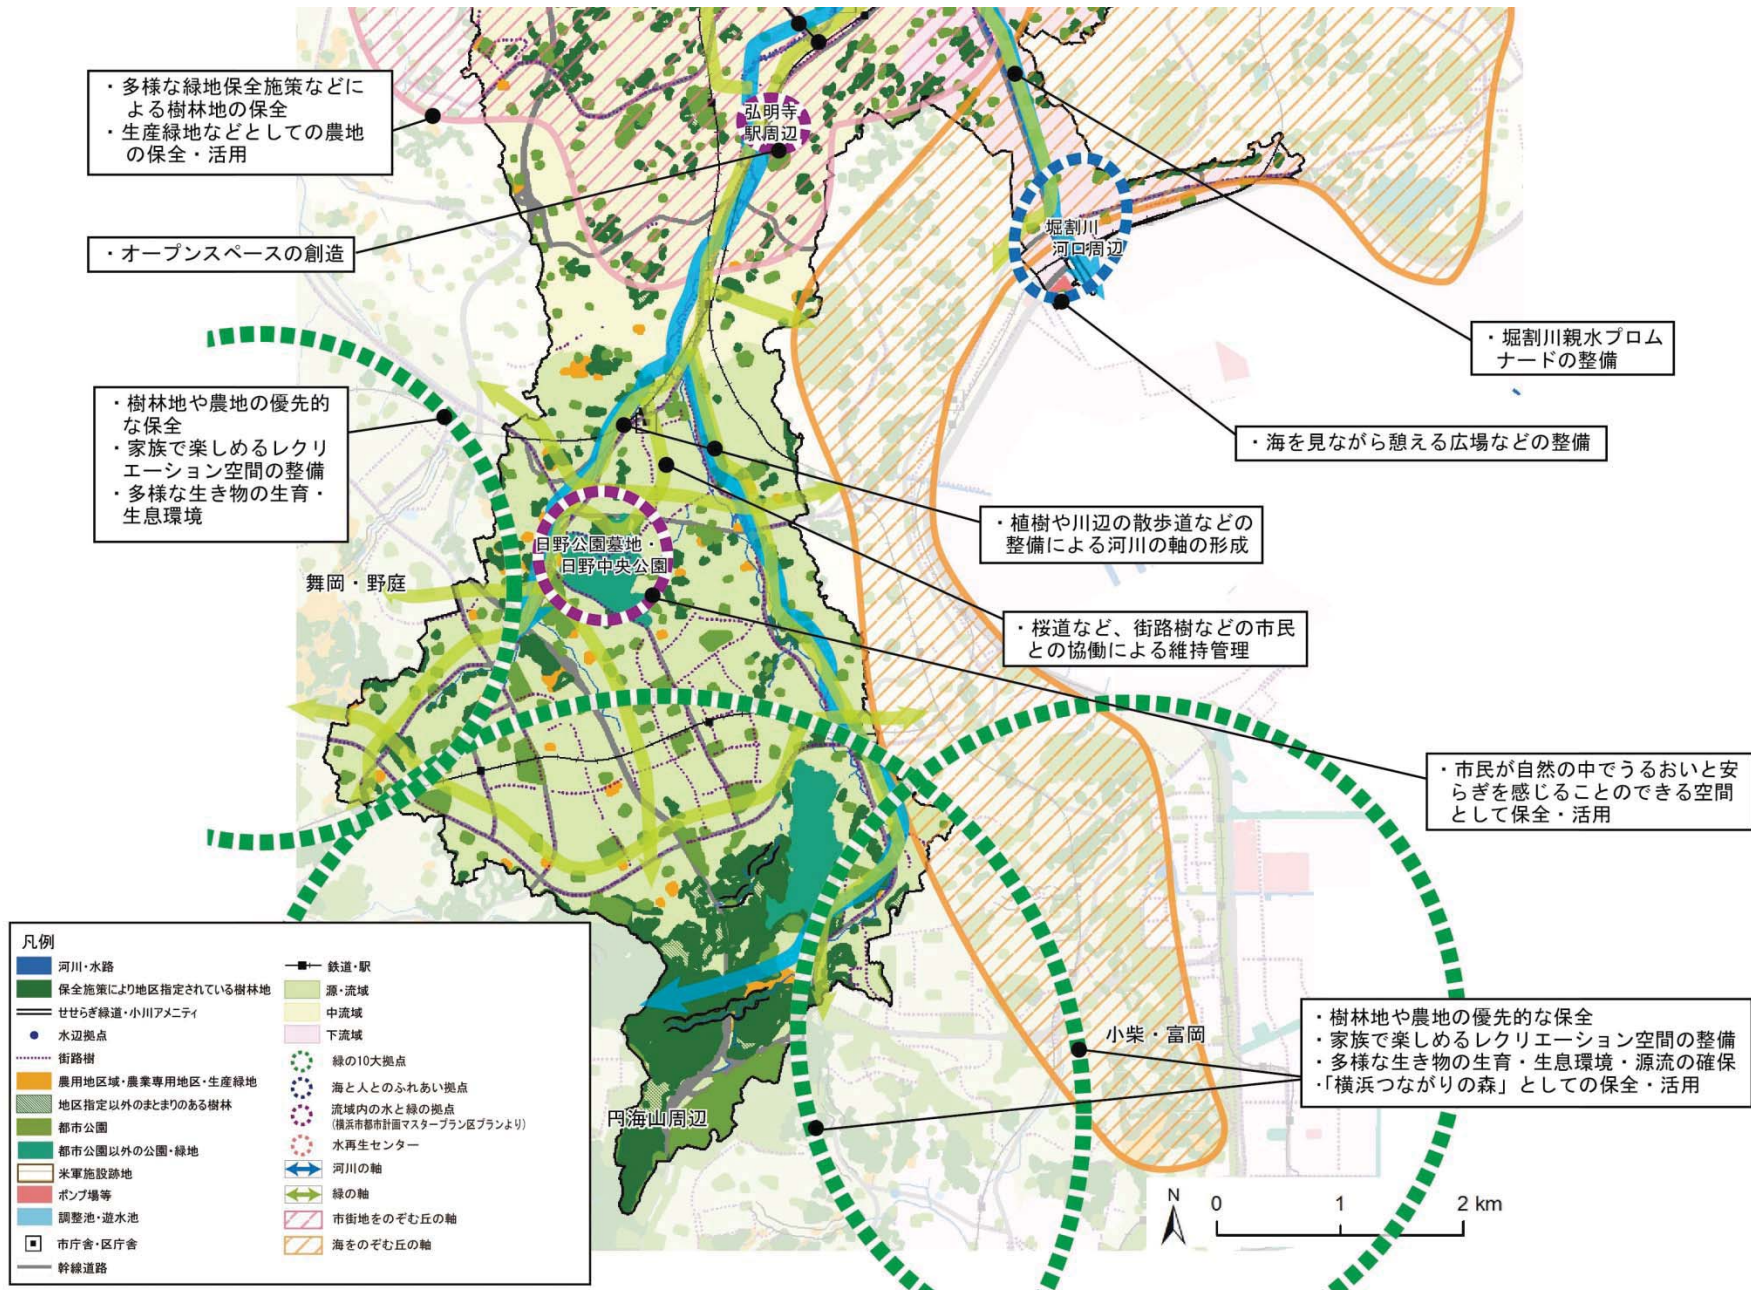 ・多様な緑地保全施策などに
よる樹林地の保全
・生産緑地などとしての農地
の保全・活用
弘明寺
駅周辺
・オープンスペースの創造
堀割川
河口周辺
・堀割川親水プロム
ナードの整備
・樹林地や農地の優先的
な保全
・家族で楽しめるレクリ
エーション空間の整備
・多様な生き物の生育・
生息環境
・海を見ながら憩える広場などの整備
・植樹や川辺の散歩道などの
整備による河川の軸の形成
日野公園墓地・
日野中央公園
舞岡・野庭
・桜道など、街路樹などの市民
との協働による維持管理
・市民が自然の中でうるおいと安
らぎを感じることのできる空間
として保全・活用
・樹林地や農地の優先的な保全
・家族で楽しめるレクリエーション空間の整備
・多様な生き物の生育・生息環境・源流の確保
・「横浜つながりの森」としての保全・活用
小柴・富岡
円海山周辺
N
0 1 2 km
凡例
河川・水路
保全施策により地区指定されている樹林地
せせらぎ緑道・小川アメニティ
水辺拠点
街路樹
農用地区域・農業専用地区・生産緑地
地区指定以外のまとまりのある樹林
都市公園
都市公園以外の公園・緑地
米軍施設跡地
ポンプ場等
調整池・遊水池
市庁舎・区庁舎
幹線道路
鉄道・駅
源・流域
中流域
下流域
緑の10大拠点
海と人とのふれあい拠点
流域内の水と緑の拠点
(横浜市都市計画マスタープラン区プランより)
水再生センター
河川の軸
緑の軸
市街地をのぞむ丘の軸
海をのぞむ丘の軸